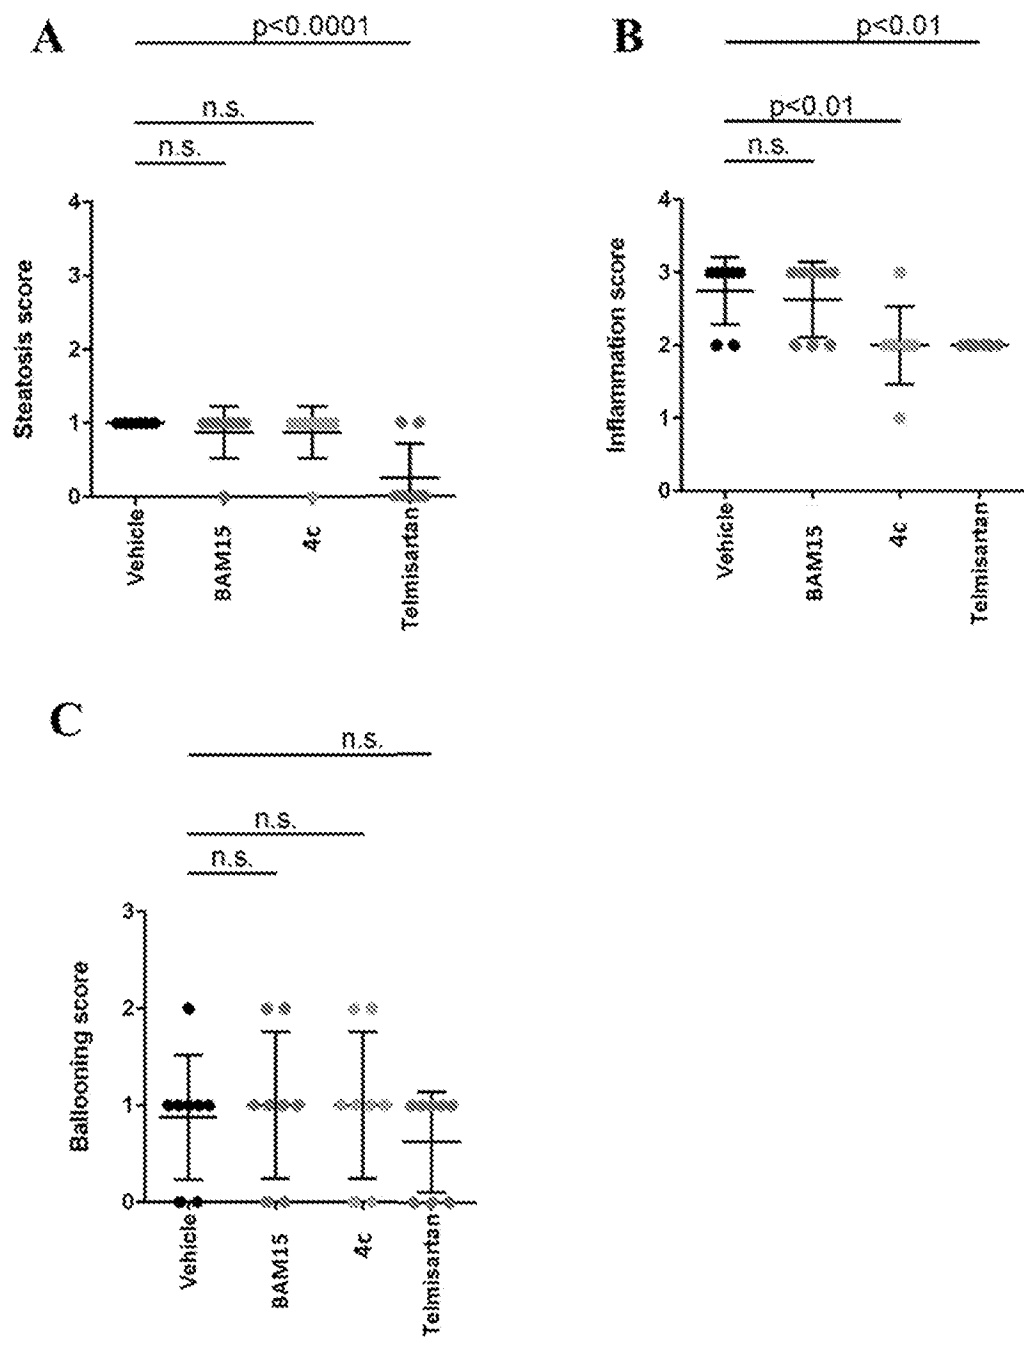 A
p<0.0001
n.s.
n.s.
Steatosis score
4
3
2
1
0
Vehicle
BAM15
4c
Telmisartan
B
p<0.01
p<0.01
n.s.
Inflammation score
4
3
2
1
0
Vehicle
BAM15
4c
Telmisartan
C
n.s.
n.s.
n.s.
Ballooning score
3
2
1
0
Vehicle
BAM15
4c
Telmisartan